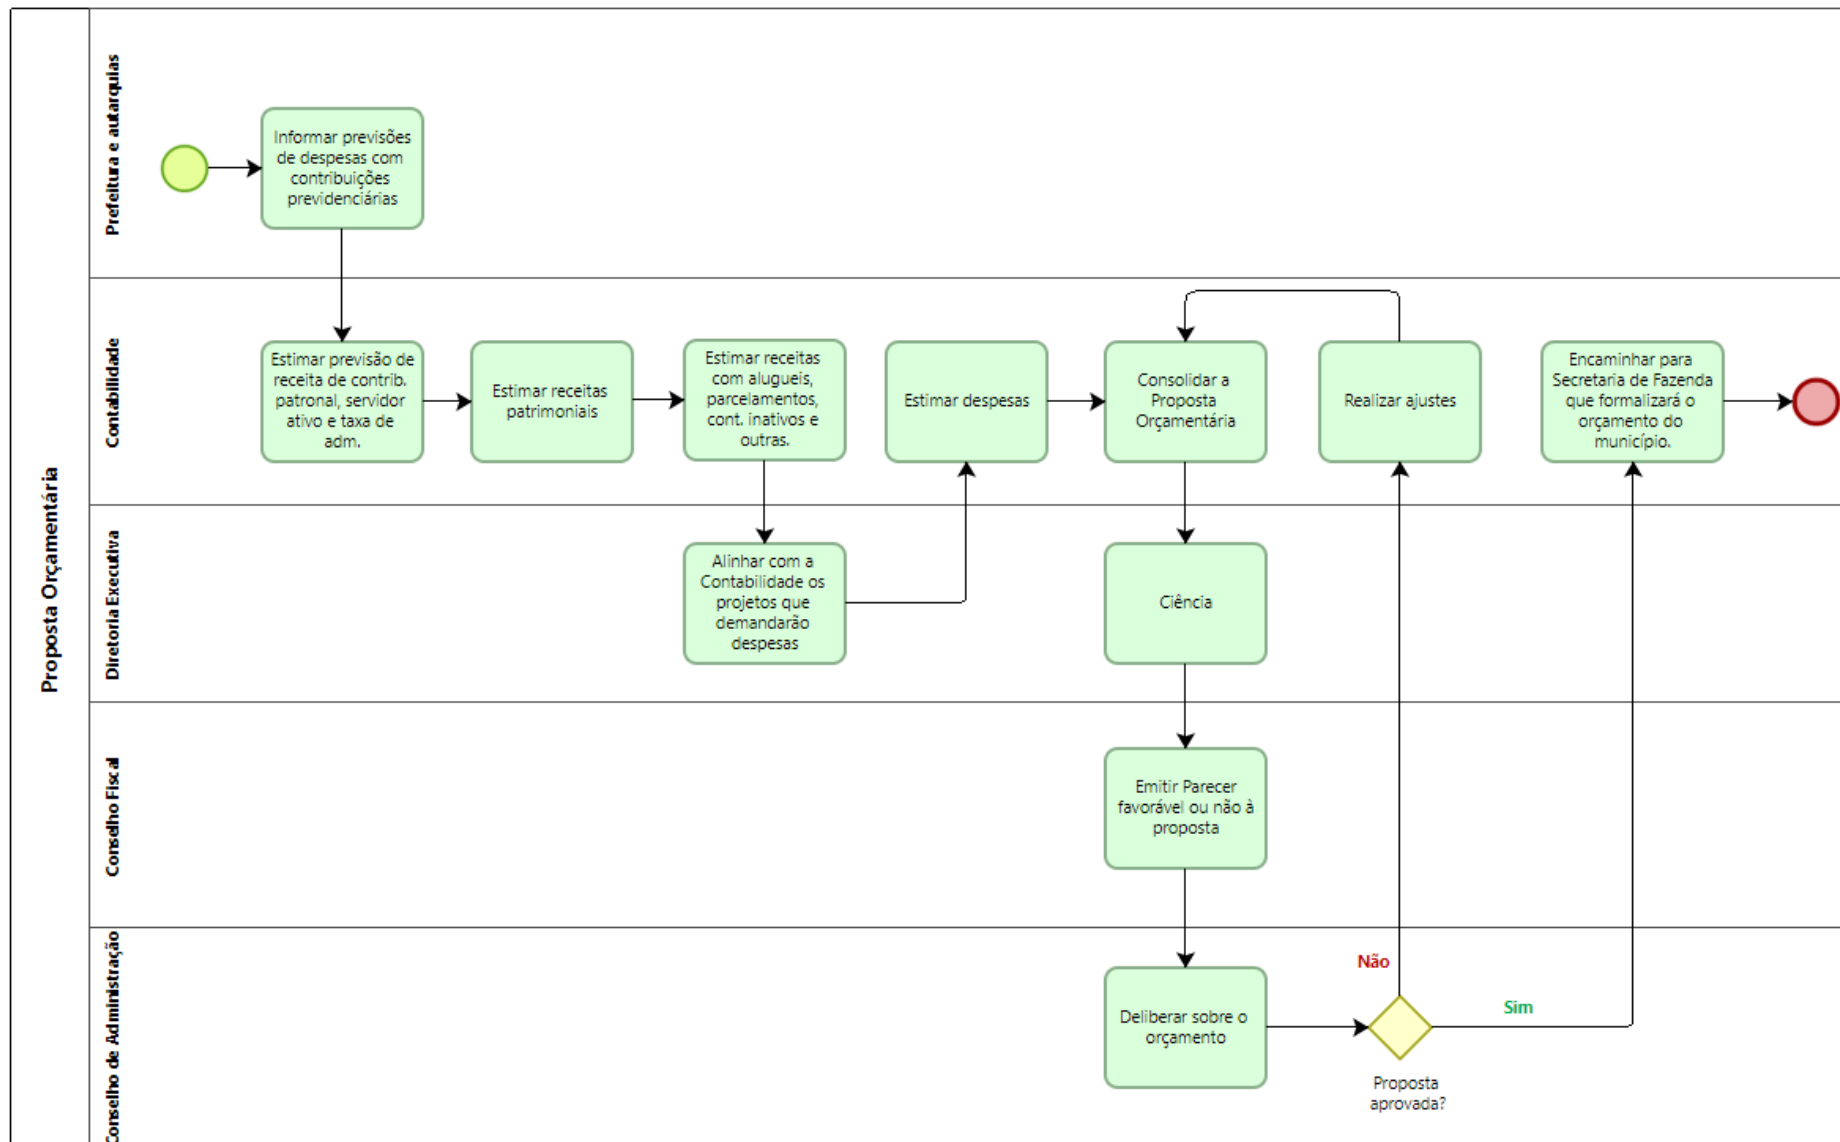 Proposta Orçamentária
Prefeitura e autarquias
Informar previsões
de despesas com
contribuições
previdenciárias
Contabilidade
Estimar previsão de
receita de contrib.
patronal, servidor
ativo e taxa de
adm.
Estimar receitas
patrimoniais
Estimar receitas
com alugueis,
parcelamentos,
cont. inativos e
outras.
Estimar despesas
Consolidar a
Proposta
Orçamentária
Realizar ajustes
Encaminhar para
Secretaria de Fazenda
que formalizará o
orçamento do
município.
Diretoria Executiva
Alinhar com a
Contabilidade os
projetos que
demandarão
despesas
Ciência
Conselho Fiscal
Emitir Parecer
favorável ou não à
proposta
Conselho de Administração
Deliberar sobre o
orçamento
Não
Sim
Proposta
aprovada?